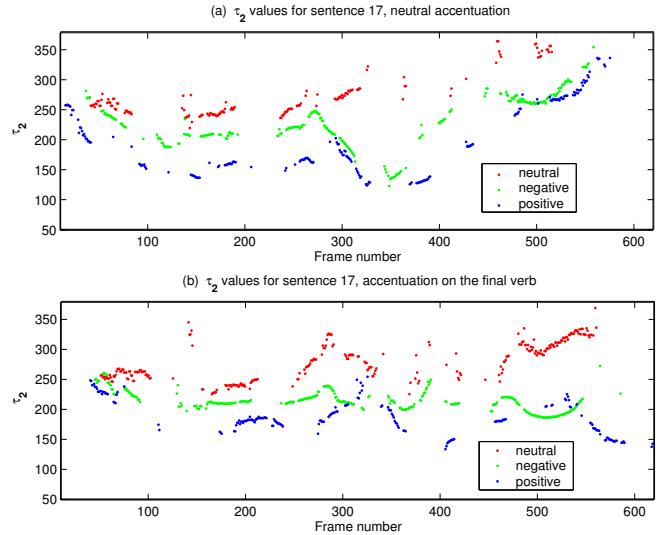 (a) τ2 values for sentence 17, neutral accentuation
350
300
250
200
150
100
50
τ2
neutral
negative
positive
100 200 300 400 500 600
Frame number
(b) τ2 values for sentence 17, accentuation on the final verb
350
300
250
200
150
100
50
τ2
neutral
negative
positive
100 200 300 400 500 600
Frame number